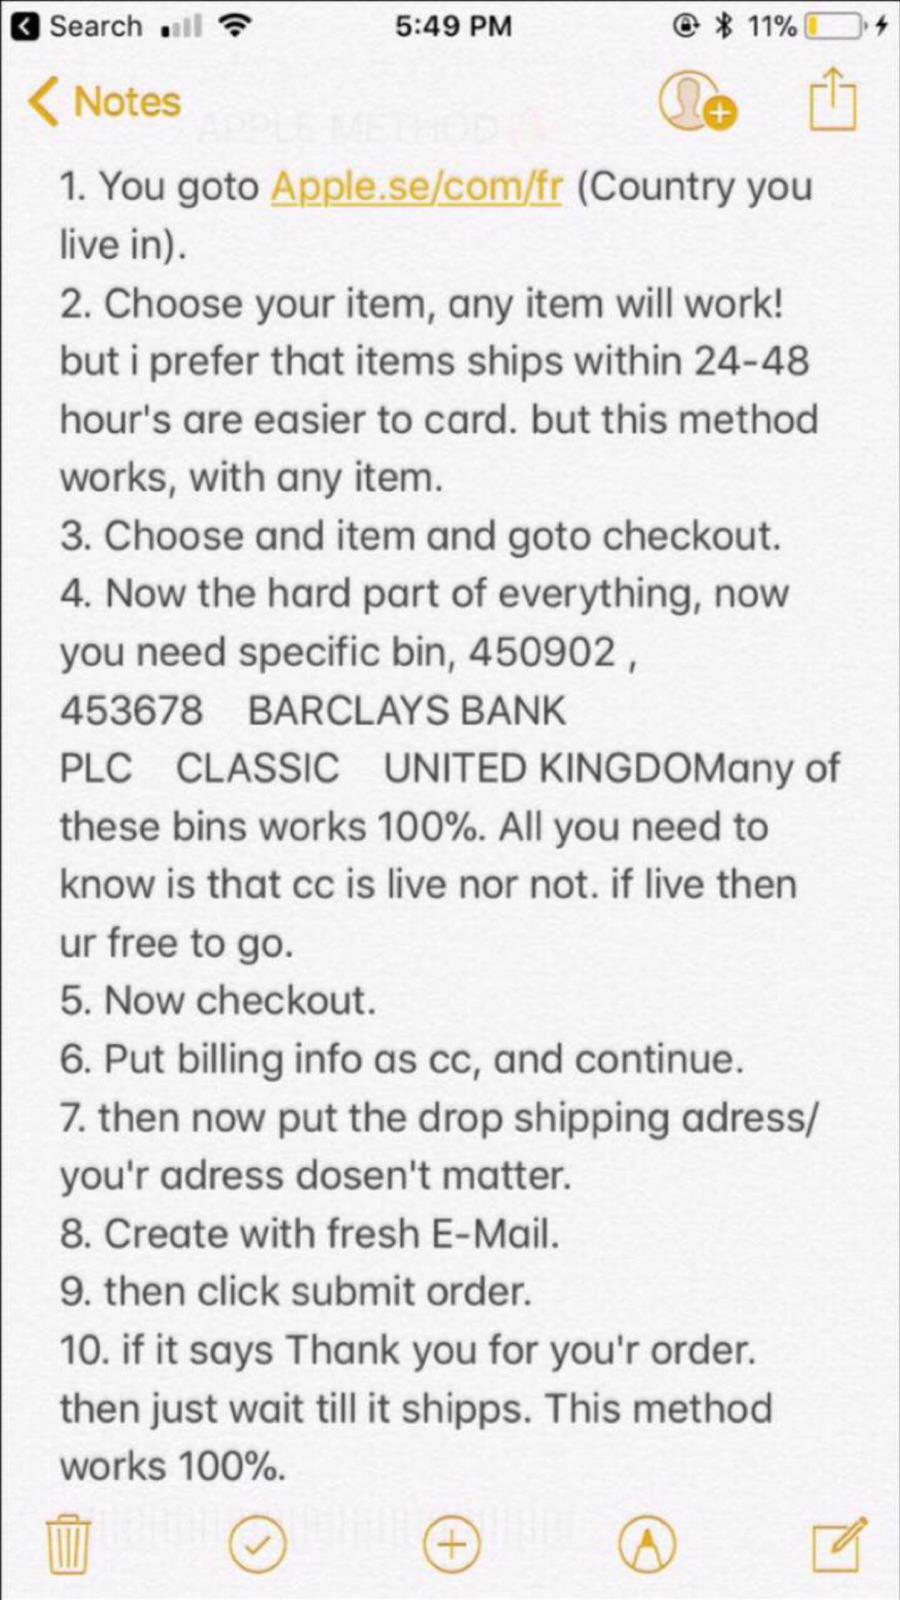 Search 5:49 PM 11%
Notes
APPLE METHOD
1. You goto Apple.se/com/fr (Country you
live in).
2. Choose your item, any item will work!
but i prefer that items ships within 24-48
hour's are easier to card. but this method
works, with any item.
3. Choose and item and goto checkout.
4. Now the hard part of everything, now
you need specific bin, 450902 ,
453678 BARCLAYS BANK
PLC CLASSIC UNITED KINGDOMany of
these bins works 100%. All you need to
know is that cc is live nor not. if live then
ur free to go.
5. Now checkout.
6. Put billing info as cc, and continue.
7. then now put the drop shipping adress/
you'r adress dosen't matter.
8. Create with fresh E-Mail.
9. then click submit order.
10. if it says Thank you for you'r order.
then just wait till it shipps. This method
works 100%.